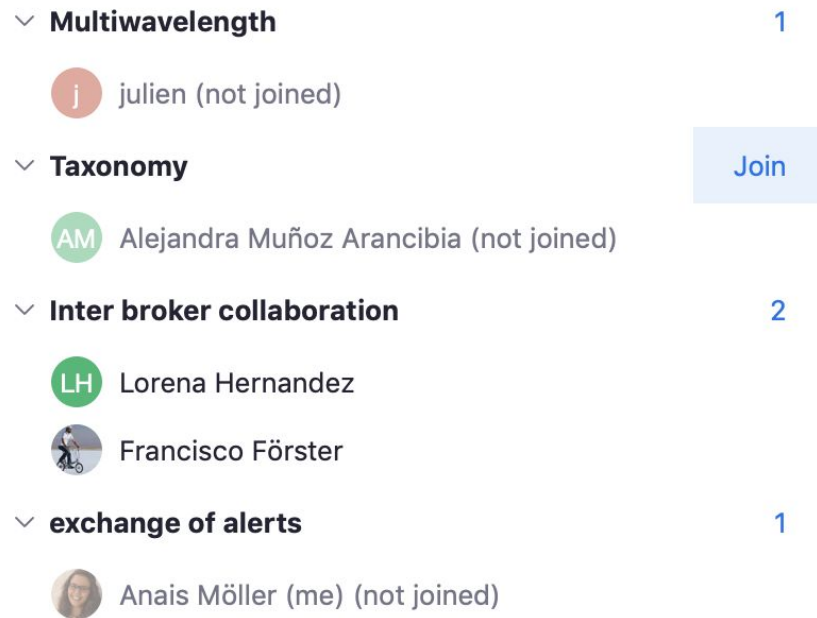 Multiwavelength 1
j julien (not joined)
Taxonomy Join
AM Alejandra Muñoz Arancibia (not joined)
Inter broker collaboration 2
LH Lorena Hernandez
Francisco Förster
exchange of alerts 1
Anais Möller (me) (not joined)